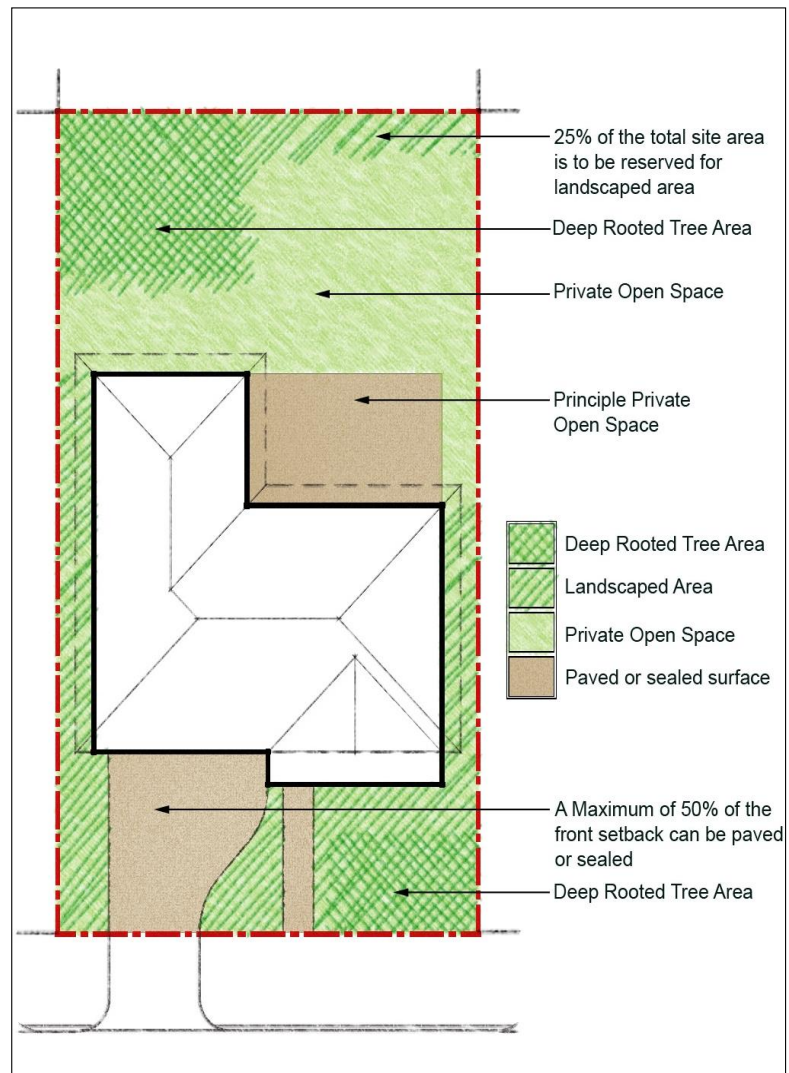 25% of the total site area
is to be reserved for
landscaped area
Deep Rooted Tree Area
Private Open Space
Principle Private
Open Space
Deep Rooted Tree Area
Landscaped Area
Private Open Space
Paved or sealed surface
A Maximum of 50% of the
front setback can be paved
or sealed
Deep Rooted Tree Area